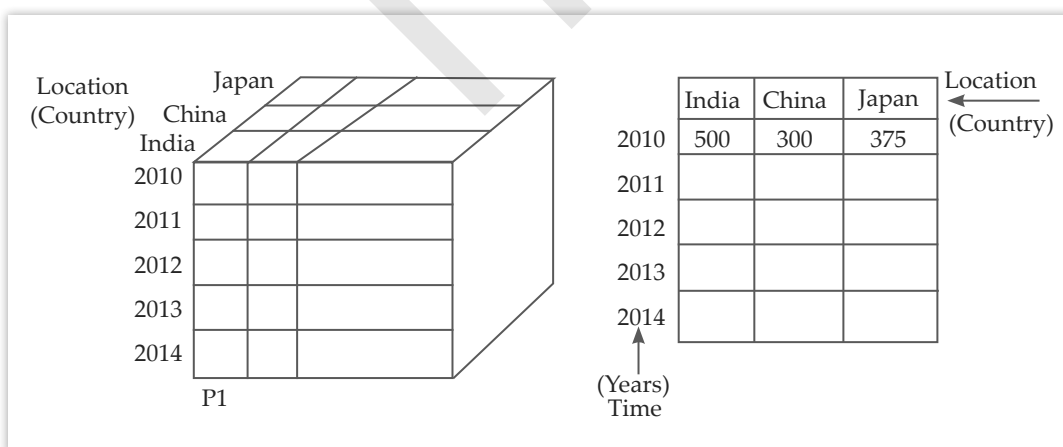 Location
(Country)
Japan
China
India
2010
2011
2012
2013
2014
P1
India China Japan
2010 500 300 375
2011
2012
2013
2014
Location
(Country)
(Years)
Time